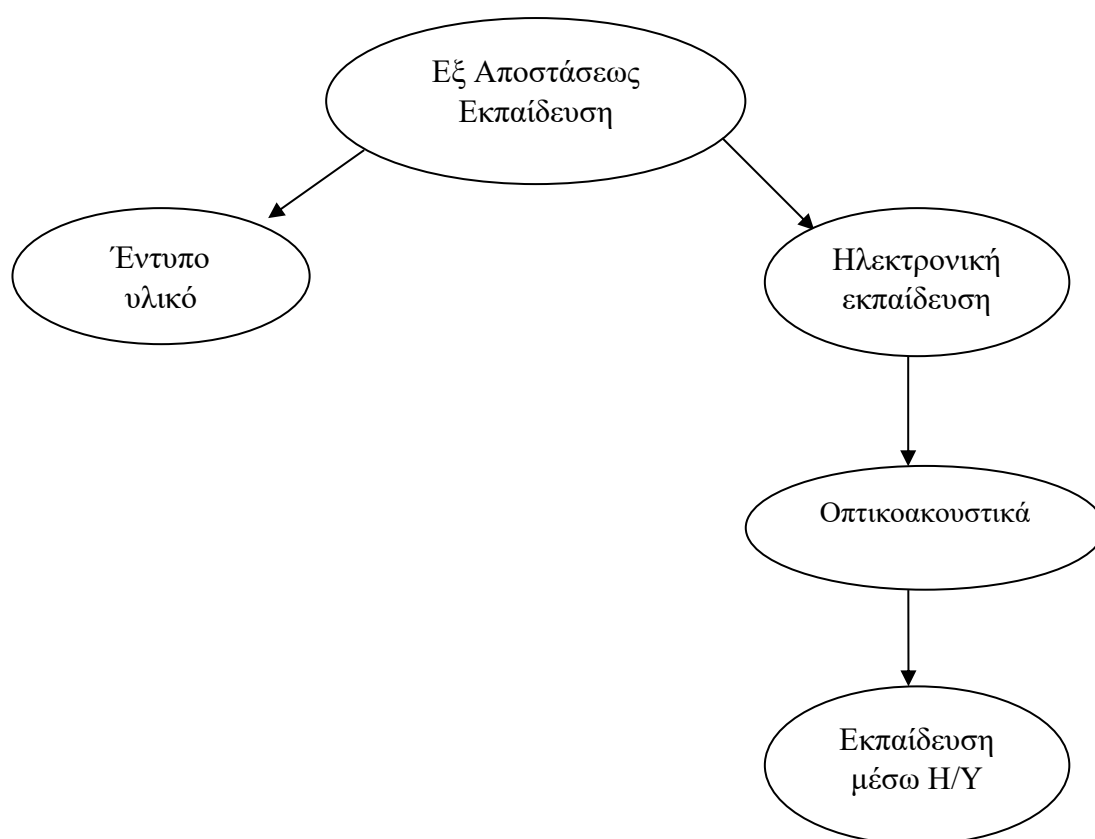 Εξ Αποστάσεως
Εκπαίδευση
Έντυπο
υλικό
Ηλεκτρονική
εκπαίδευση
Οπτικοακουστικά
Εκπαίδευση
μέσω Η/Υ